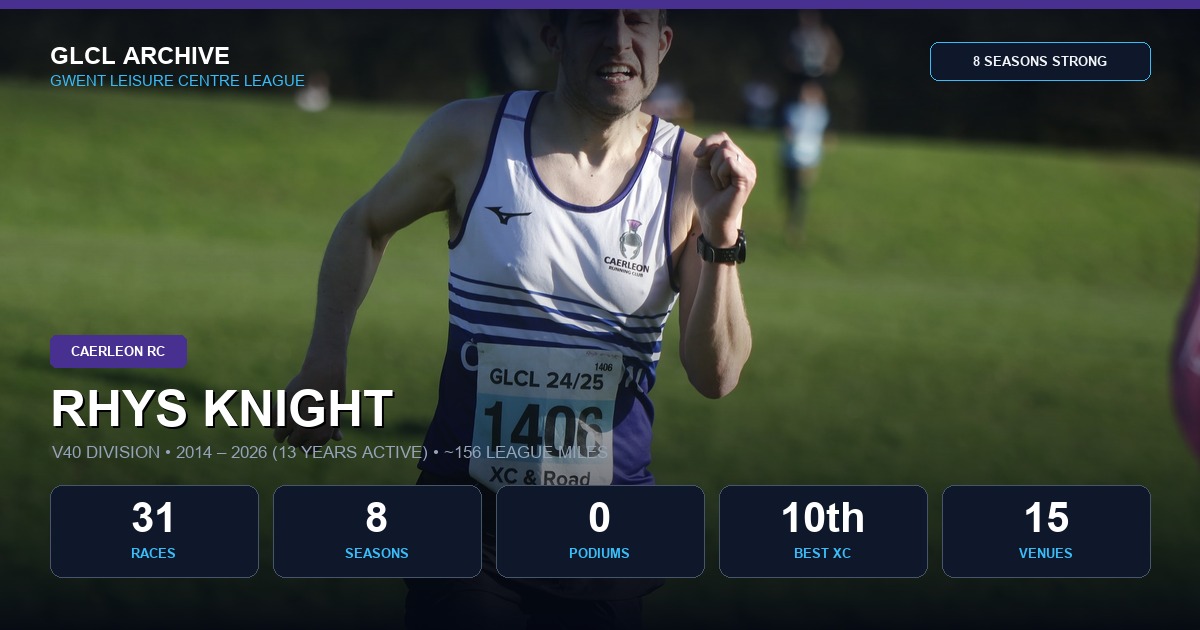 GLCL ARCHIVE
GWENT LEISURE CENTRE LEAGUE
8 SEASONS STRONG
CAERLEON
RUNNING CLUB
CAERLEON RC
1406
GLCL 24/25
1406
XC & Road
RHYS KNIGHT
V40 DIVISION • 2014 – 2026 (13 YEARS ACTIVE) • ~156 LEAGUE MILES
31
RACES
8
SEASONS
0
PODIUMS
10th
BEST XC
15
VENUES